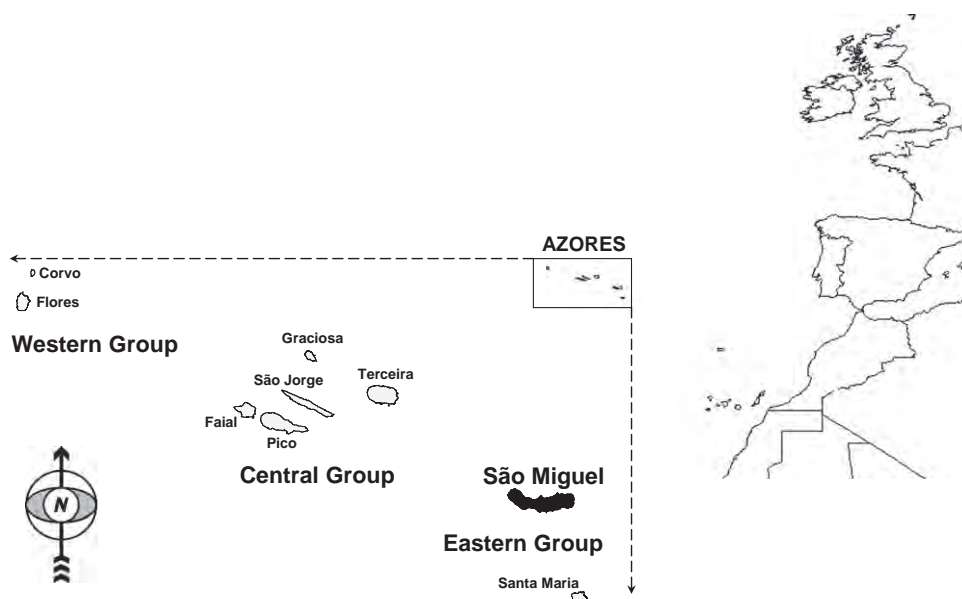 AZORES
Corvo
Flores
Western Group
Graciosa
São Jorge
Terceira
Faial
Pico
Central Group
São Miguel
Eastern Group
Santa Maria
N